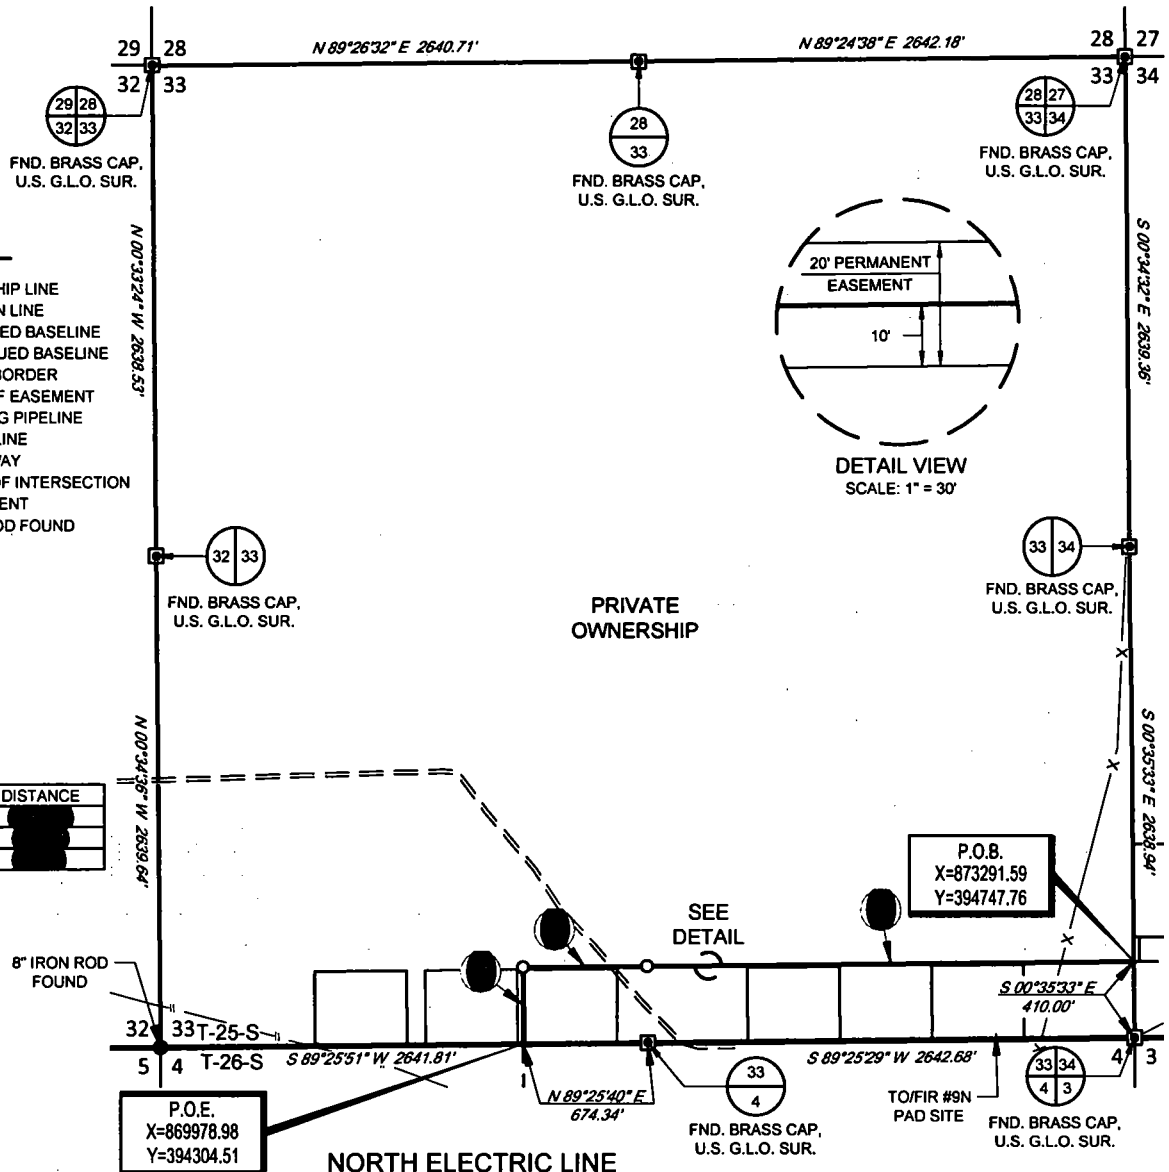 N 89°26'32" E 2640.71'
N 89°24'38" E 2642.18'
29 28
32 33
28 27
33 34
29 28
32 33
FND. BRASS CAP,
U.S. G.L.O. SUR.
28
33
FND. BRASS CAP,
U.S. G.L.O. SUR.
28 27
33 34
FND. BRASS CAP,
U.S. G.L.O. SUR.
N 00°33'24" W 2638.53'
S 00°34'32" E 2639.36'
20' PERMANENT
EASEMENT
10'
DETAIL VIEW
SCALE: 1" = 30'
HIP LINE
N LINE
ED BASELINE
UED BASELINE
BORDER
F EASEMENT
G PIPELINE
LINE
WAY
OF INTERSECTION
ENT
OD FOUND
32 33
FND. BRASS CAP,
U.S. G.L.O. SUR.
33 34
FND. BRASS CAP,
U.S. G.L.O. SUR.
PRIVATE
OWNERSHIP
X
X
X
X
N 00°34'36" W 2639.64'
S 00°35'33" E 2638.94'
DISTANCE
P.O.B.
X=873291.59
Y=394747.76
SEE
DETAIL
8" IRON ROD
FOUND
S 00°35'33" E
410.00'
32 33 T-25-S
5 4 T-26-S
S 89°25'51" W 2641.81'
S 89°25'29" W 2642.68'
4 3
1
N 89°25'40" E
674.34'
33
4
FND. BRASS CAP,
U.S. G.L.O. SUR.
TO/FIR #9N
PAD SITE
33 34
4 3
FND. BRASS CAP,
U.S. G.L.O. SUR.
P.O.E.
X=869978.98
Y=394304.51
NORTH ELECTRIC LINE